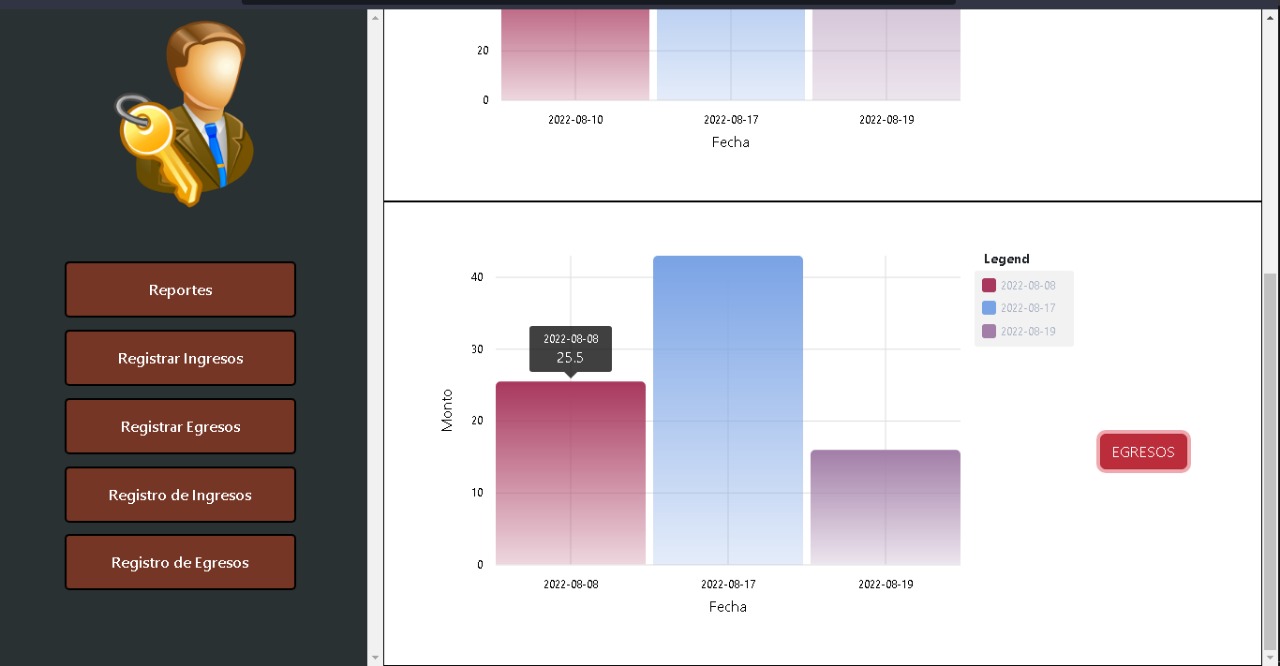 Reportes
Registrar Ingresos
Registrar Egresos
Registro de Ingresos
Registro de Egresos
20
0
2022-08-10 2022-08-17 2022-08-19
Fecha
Legend
2022-08-08
2022-08-17
2022-08-19
40
30
20
10
0
Monto
2022-08-08
25.5
2022-08-08 2022-08-17 2022-08-19
Fecha
EGRESOS